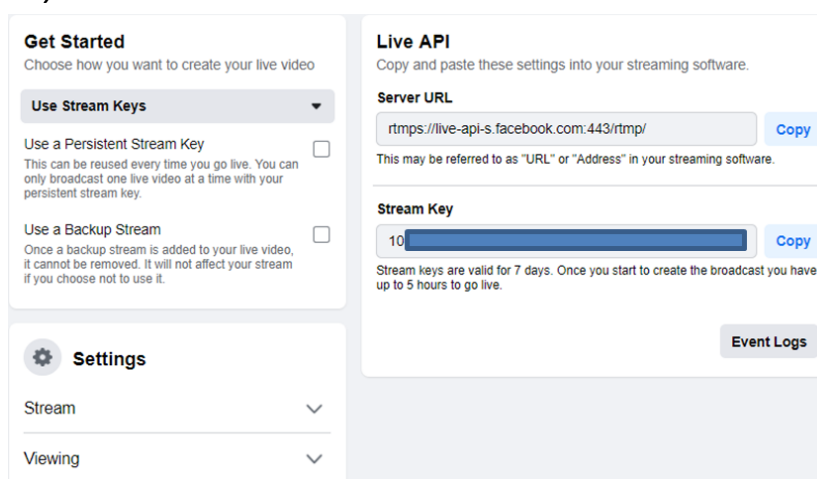 Get Started
Choose how you want to create your live video
Use Stream Keys
Use a Persistent Stream Key
This can be reused every time you go live. You can
only broadcast one live video at a time with your
persistent stream key.
Use a Backup Stream
Once a backup stream is added to your live video,
it cannot be removed. It will not affect your stream
if you choose not to use it.
Settings
Stream
Viewing
Live API
Copy and paste these settings into your streaming software.
Server URL
rtmps://live-api-s.facebook.com:443/rtmp/
Copy
This may be referred to as "URL" or "Address" in your streaming software.
Stream Key
10
Copy
Stream keys are valid for 7 days. Once you start to create the broadcast you have
up to 5 hours to go live.
Event Logs